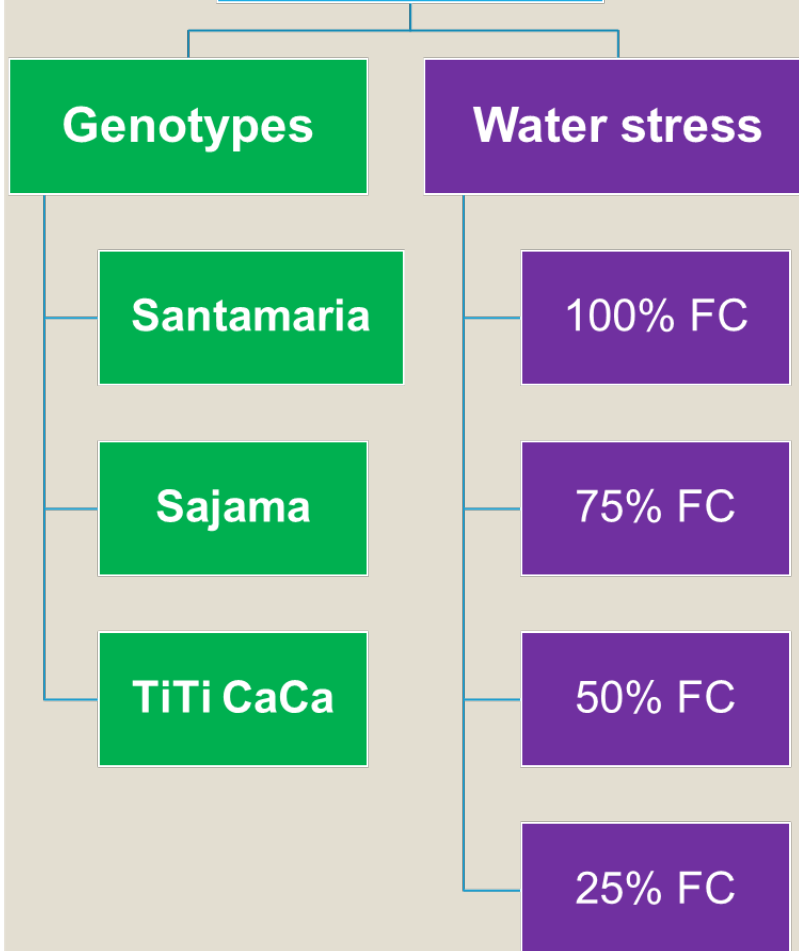 Genotypes
Water stress
Santamaria
100% FC
Sajama
75% FC
TiTi CaCa
50% FC
25% FC